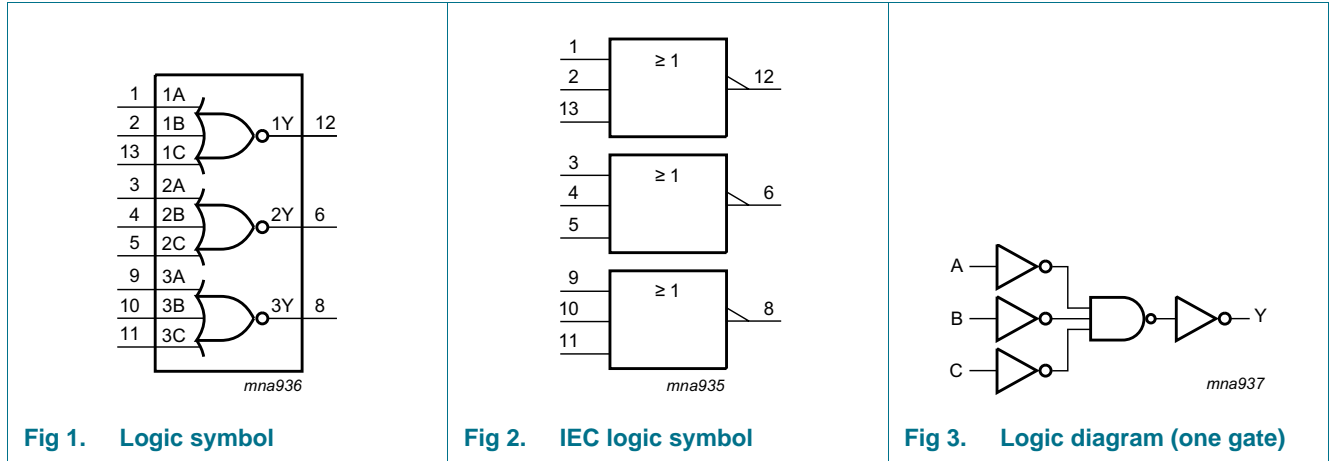 1 1A
2 1B 1Y 12
13 1C
3 2A
4 2B 2Y 6
5 2C
9 3A
10 3B 3Y 8
11 3C
mna936
Fig 1. Logic symbol
1 ≥ 1
2 12
13
3 ≥ 1
4 6
5
9 ≥ 1
10 8
11
mna935
Fig 2. IEC logic symbol
A
B Y
C
mna937
Fig 3. Logic diagram (one gate)